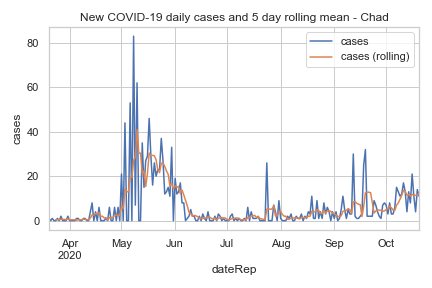 New COVID-19 daily cases and 5 day rolling mean - Chad
cases
cases (rolling)
80
60
40
20
0
cases
Apr May Jun Jul Aug Sep Oct
2020
dateRep